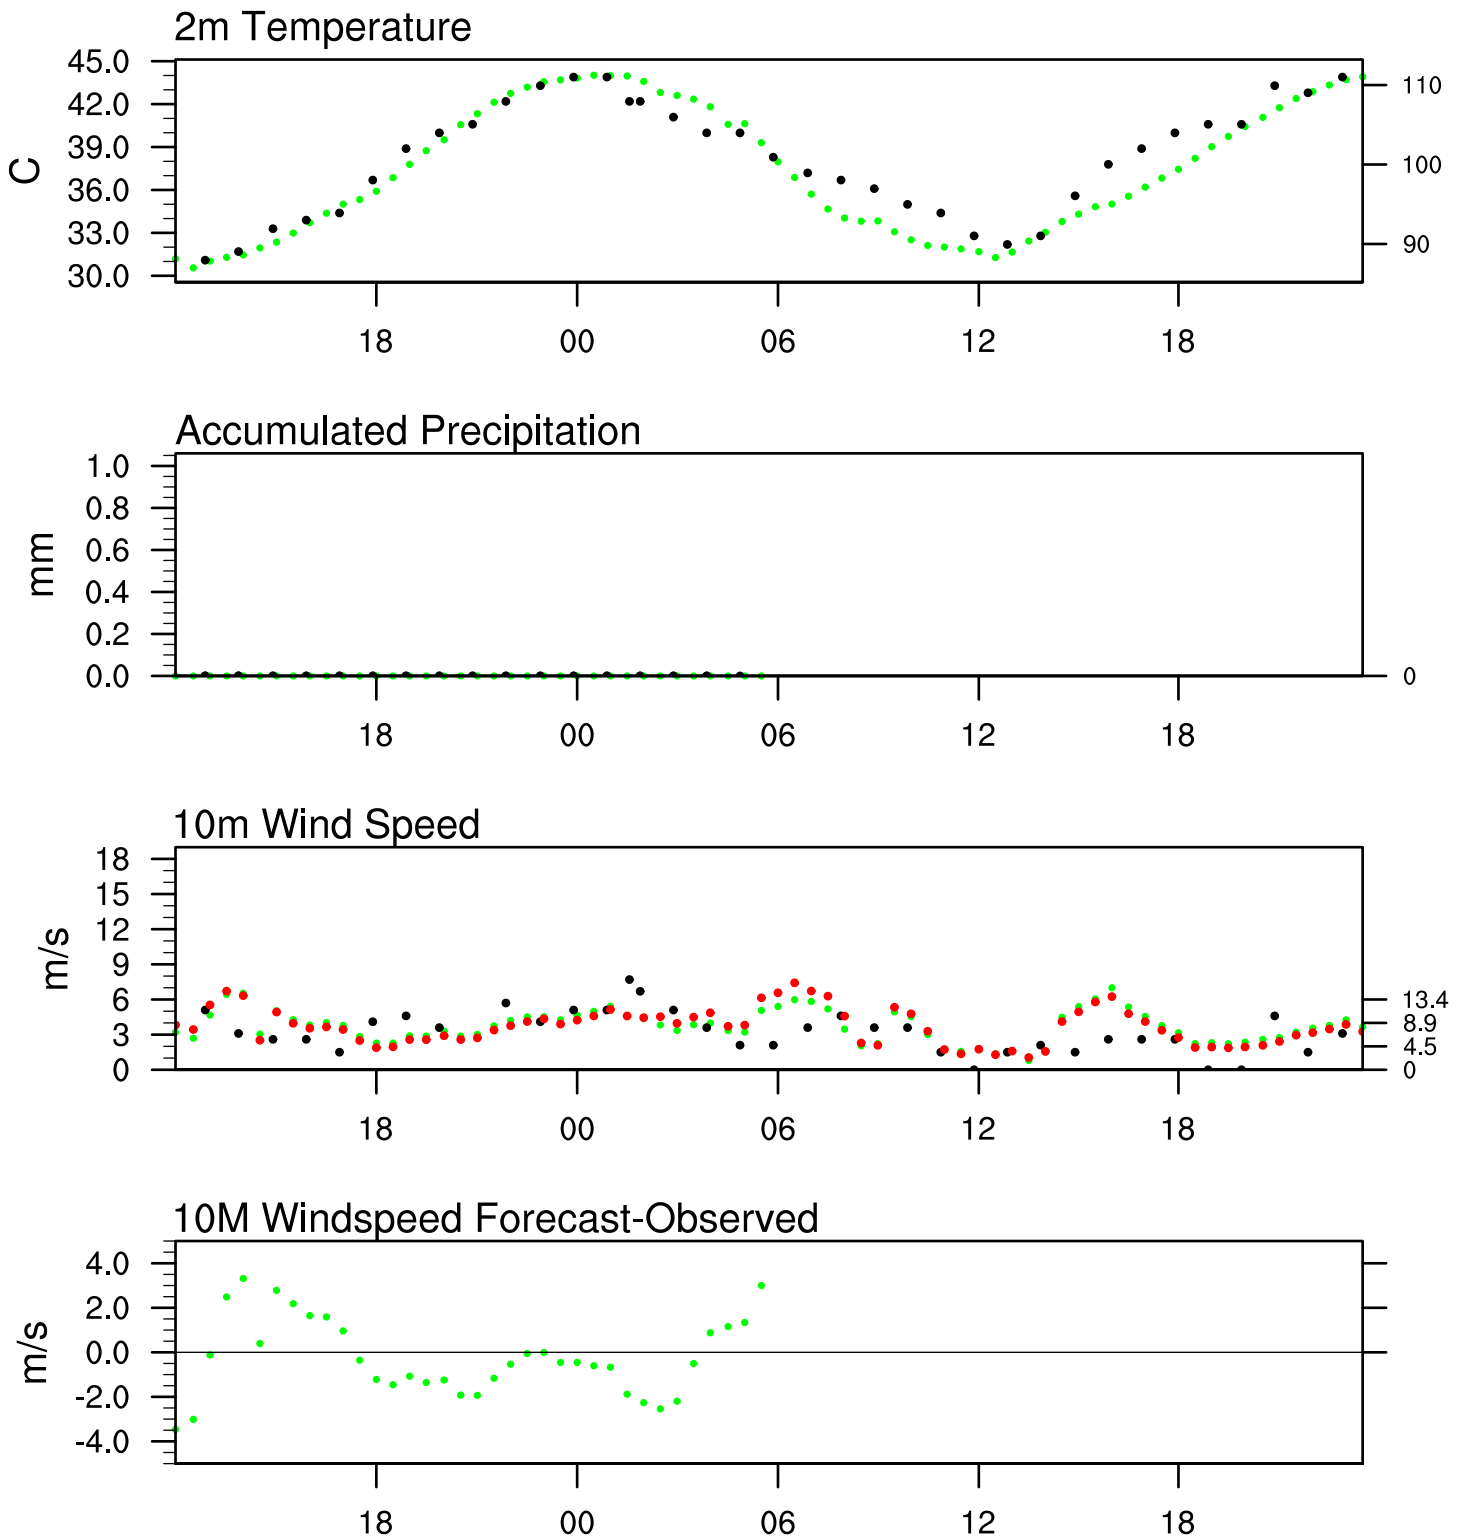 2m Temperature
45.0
42.0
39.0
36.0
33.0
30.0
C
110
100
90
18 00 06 12 18
Accumulated Precipitation
1.0
0.8
0.6
0.4
0.2
0.0
mm
0
18 00 06 12 18
10m Wind Speed
18
15
12
9
6
3
0
m/s
13.4
8.9
4.5
0
18 00 06 12 18
10M Windspeed Forecast-Observed
4.0
2.0
0.0
-2.0
-4.0
m/s
18 00 06 12 18